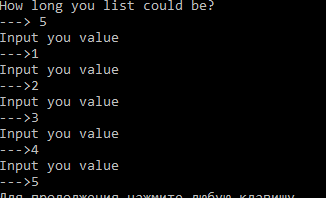 How long you list could be?
---> 5
Input you value
--->1
Input you value
--->2
Input you value
--->3
Input you value
--->4
Input you value
--->5
Для продолжения нажмите любую клавишу